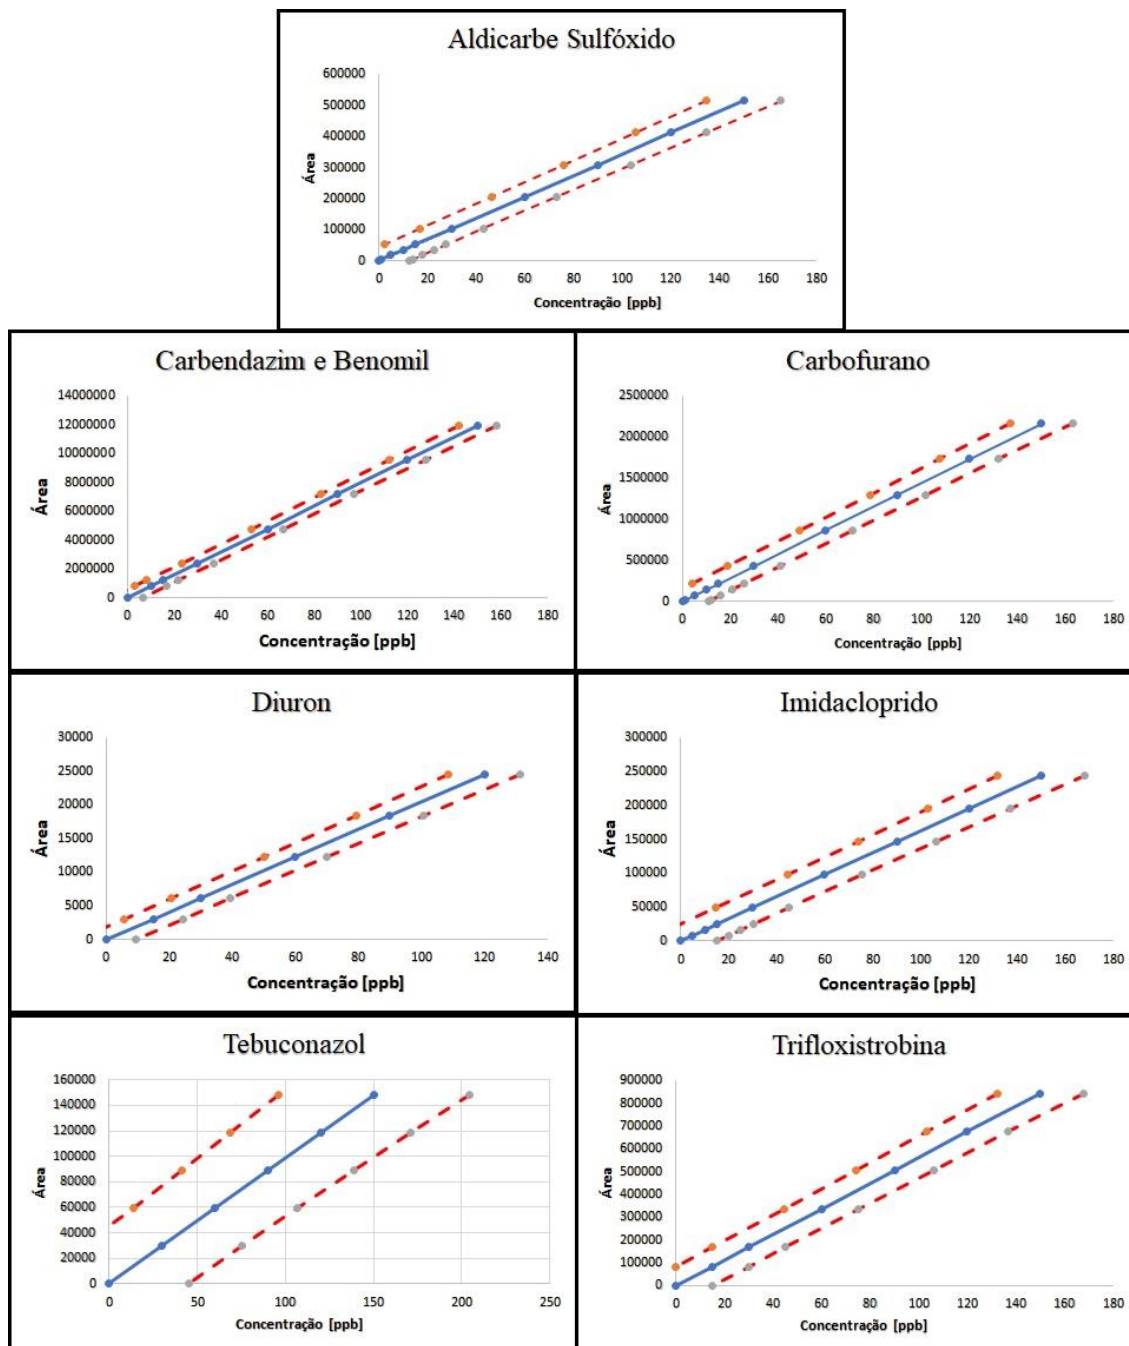 Aldicarbe Sulfóxido
600000
500000
400000
300000
200000
100000
0
Área
0 20 40 60 80 100 120 140 160 180
Concentração [ppb]
Carbendazim e Benomil
14000000
12000000
10000000
8000000
6000000
4000000
2000000
0
Área
0 20 40 60 80 100 120 140 160 180
Concentração [ppb]
Carbofurano
2500000
2000000
1500000
1000000
500000
0
Área
0 20 40 60 80 100 120 140 160 180
Concentração [ppb]
Diuron
30000
25000
20000
15000
10000
5000
0
Área
0 20 40 60 80 100 120 140
Concentração [ppb]
Imidacloprido
300000
250000
200000
150000
100000
50000
0
Área
0 20 40 60 80 100 120 140 160 180
Concentração [ppb]
Tebuconazol
160000
140000
120000
100000
80000
60000
40000
20000
0
Área
0 50 100 150 200 250
Concentração [ppb]
Trifloxistrobina
900000
800000
700000
600000
500000
400000
300000
200000
100000
0
Área
0 20 40 60 80 100 120 140 160 180
Concentração [ppb]